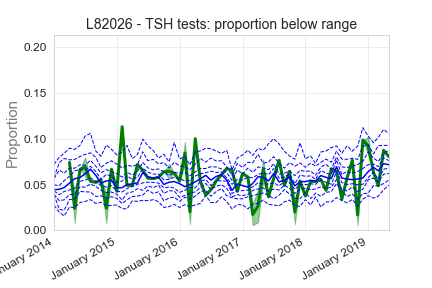 L82026 - TSH tests: proportion below range
0.20
0.15
0.10
0.05
0.00
Proportion
nuary 2014
January 2015
January 2016
January 2017
January 2018
January 2019